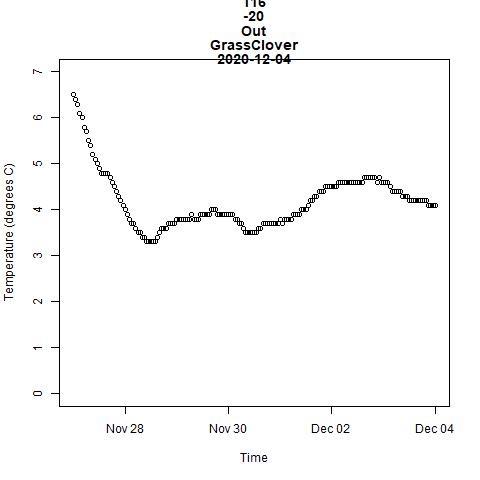 T16
-20
Out
GrassClover
2020-12-04
Temperature (degrees C)
7
6
5
4
3
2
1
0
Nov 28 Nov 30 Dec 02 Dec 04
Time